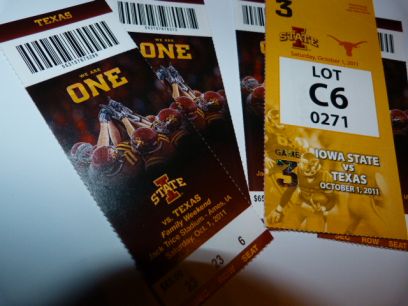 TEXAS
WE ARE
ONE
STATE
VS. TEXAS
Family Weekend
Jack Trice Stadium - Ames, IA
Saturday, Oct. 1, 2011
23
6
SEAT
WE ARE
ONE
3
STATE
Saturday, October 1, 2011
LOT
C6
0271
GAME
3
IOWA STATE
VS
TEXAS
OCTOBER 1, 2011
SEC
ROW
SEAT